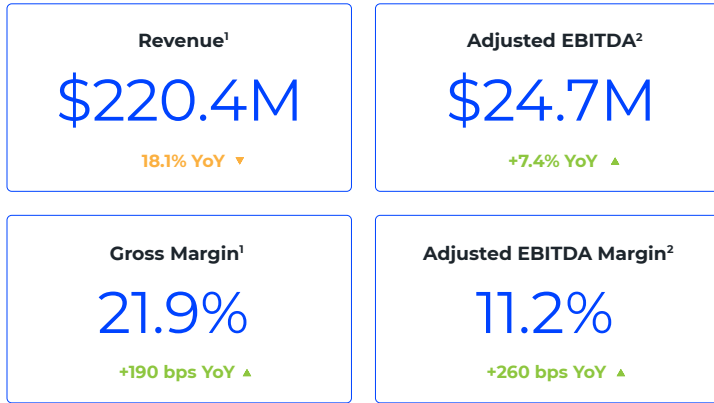 Revenue¹
$220.4M
18.1% YoY ▼
Adjusted EBITDA²
$24.7M
+7.4% YoY ▲
Gross Margin¹
21.9%
+190 bps YoY ▲
Adjusted EBITDA Margin²
11.2%
+260 bps YoY ▲